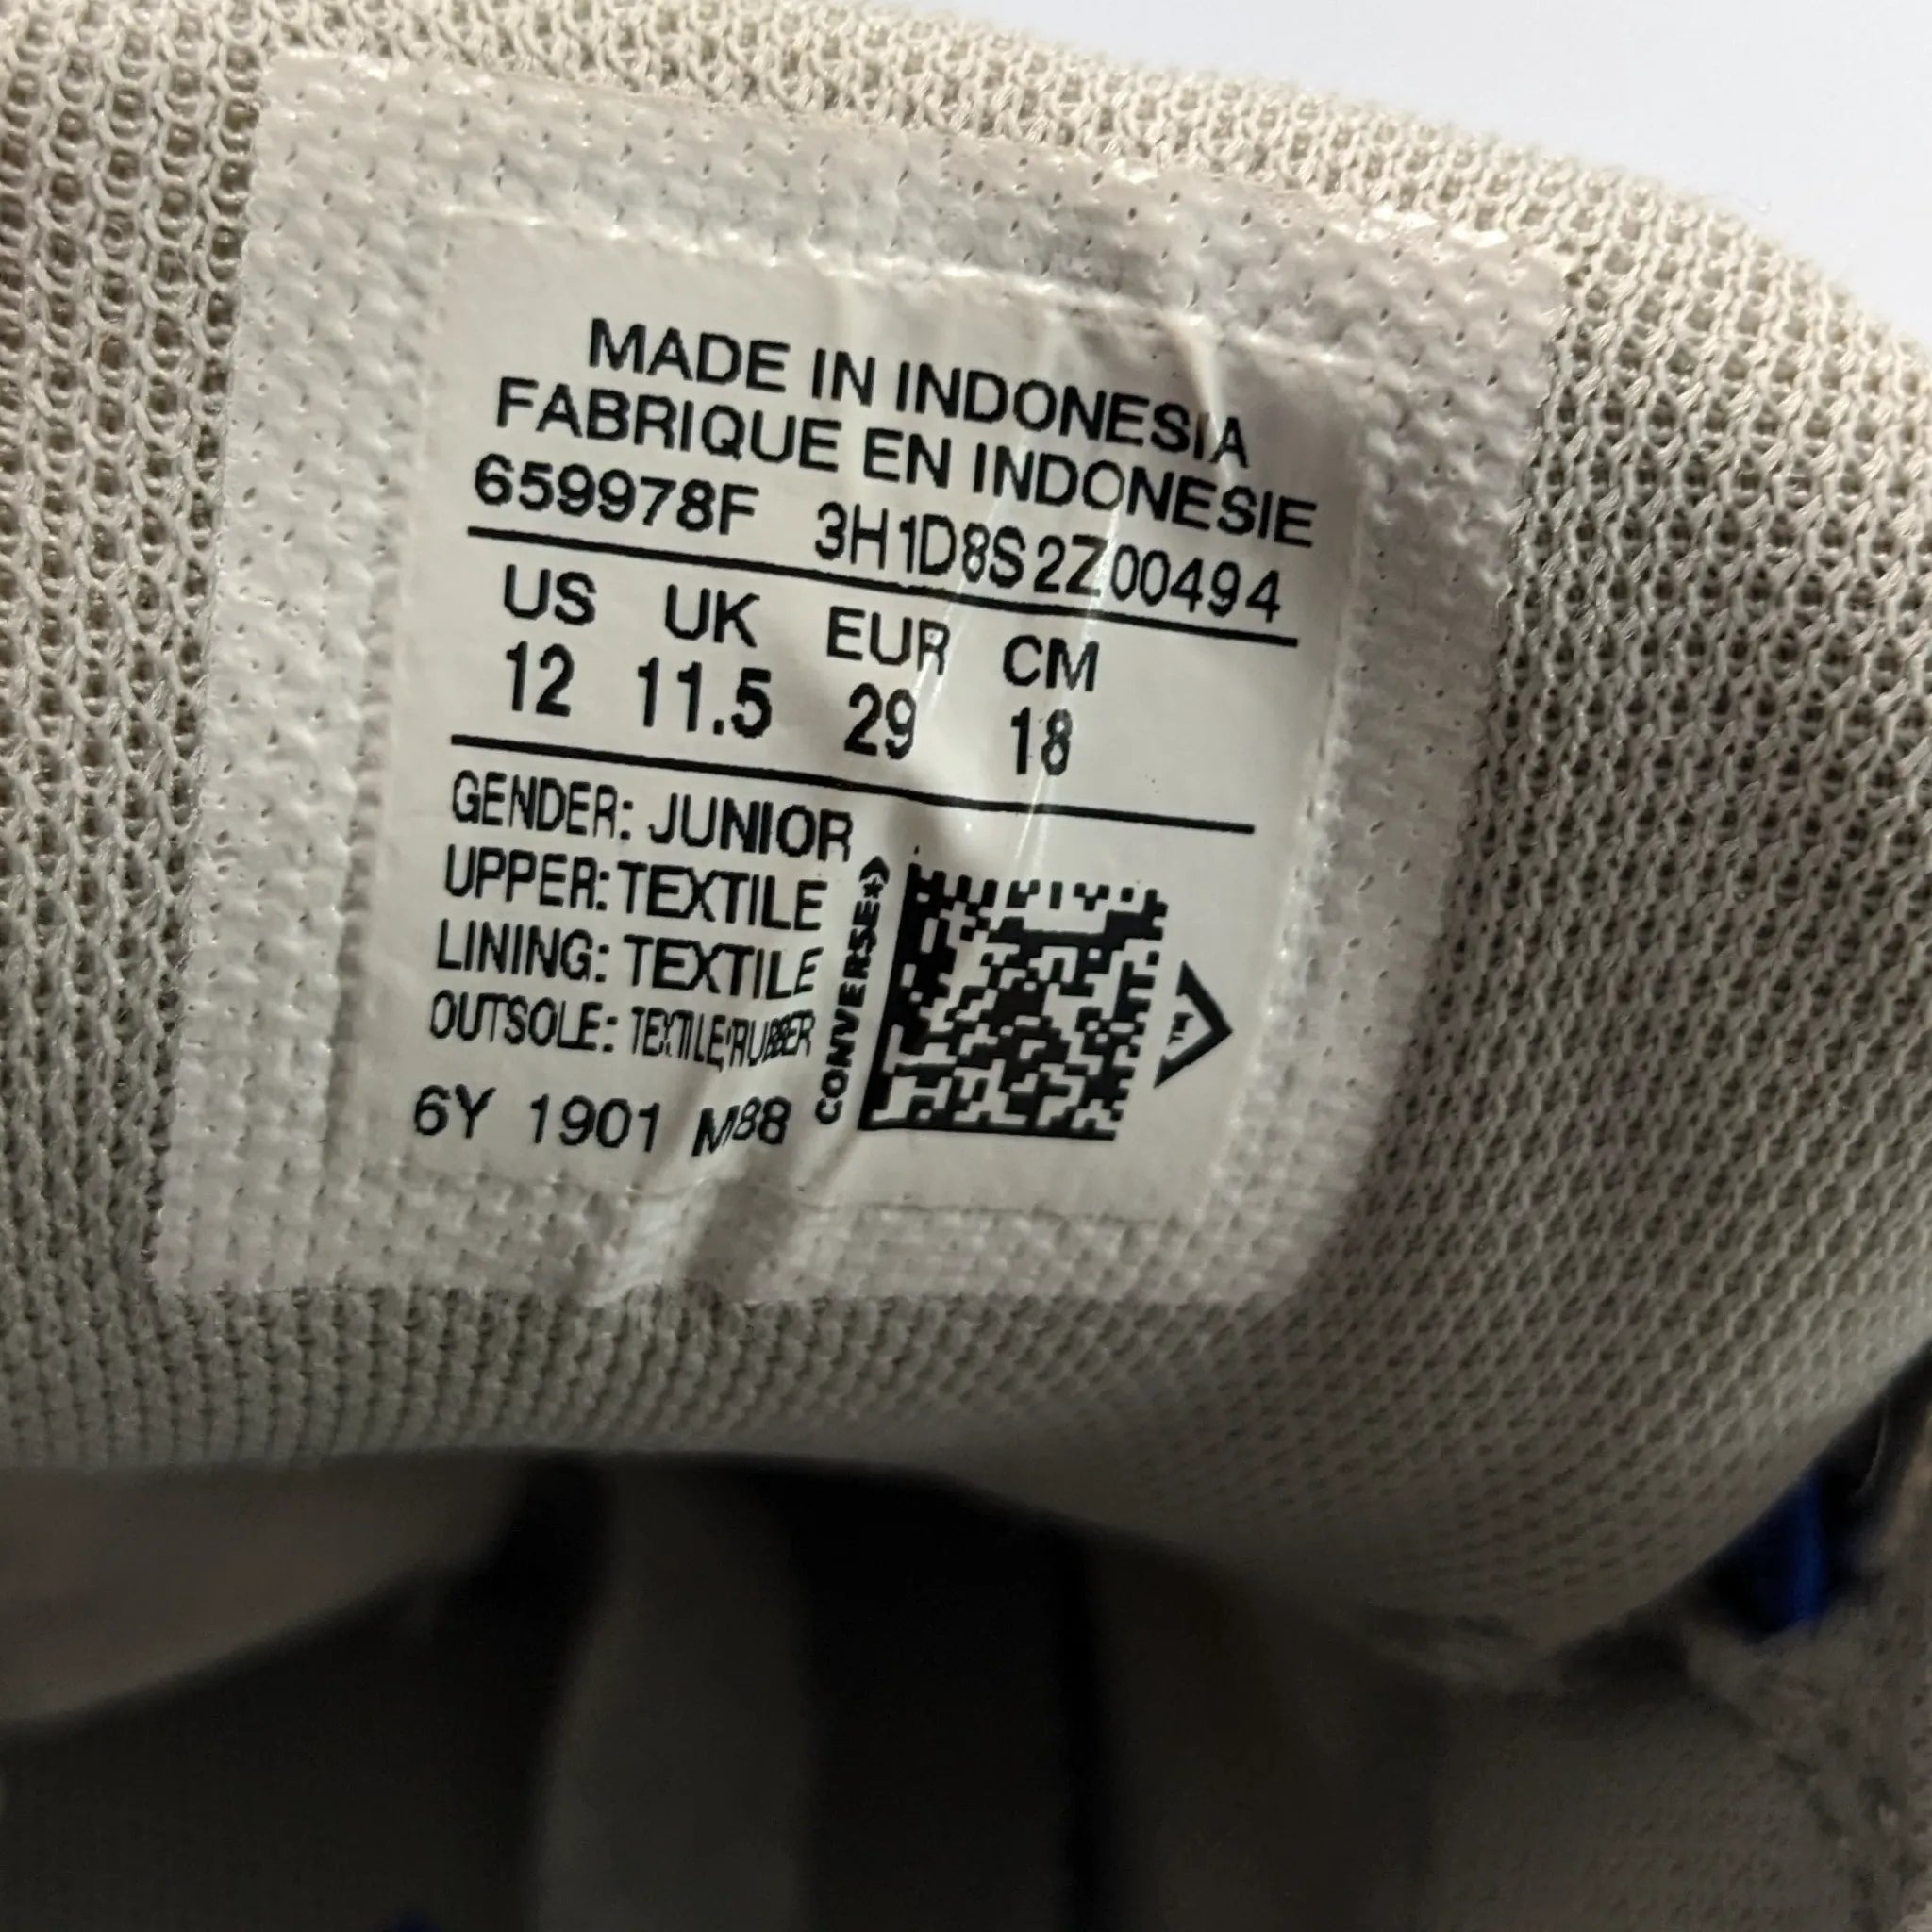 MADE IN INDONESIA
FABRIQUE EN INDONESIE
659978F 3H1D8S2Z00494
US UK EUR CM
12 11.5 29 18
GENDER: JUNIOR
UPPER: TEXTILE
LINING: TEXTILE
OUTSOLE: TEXTILE/RUBBER
6Y 1901 M88
CONVERSE
TM